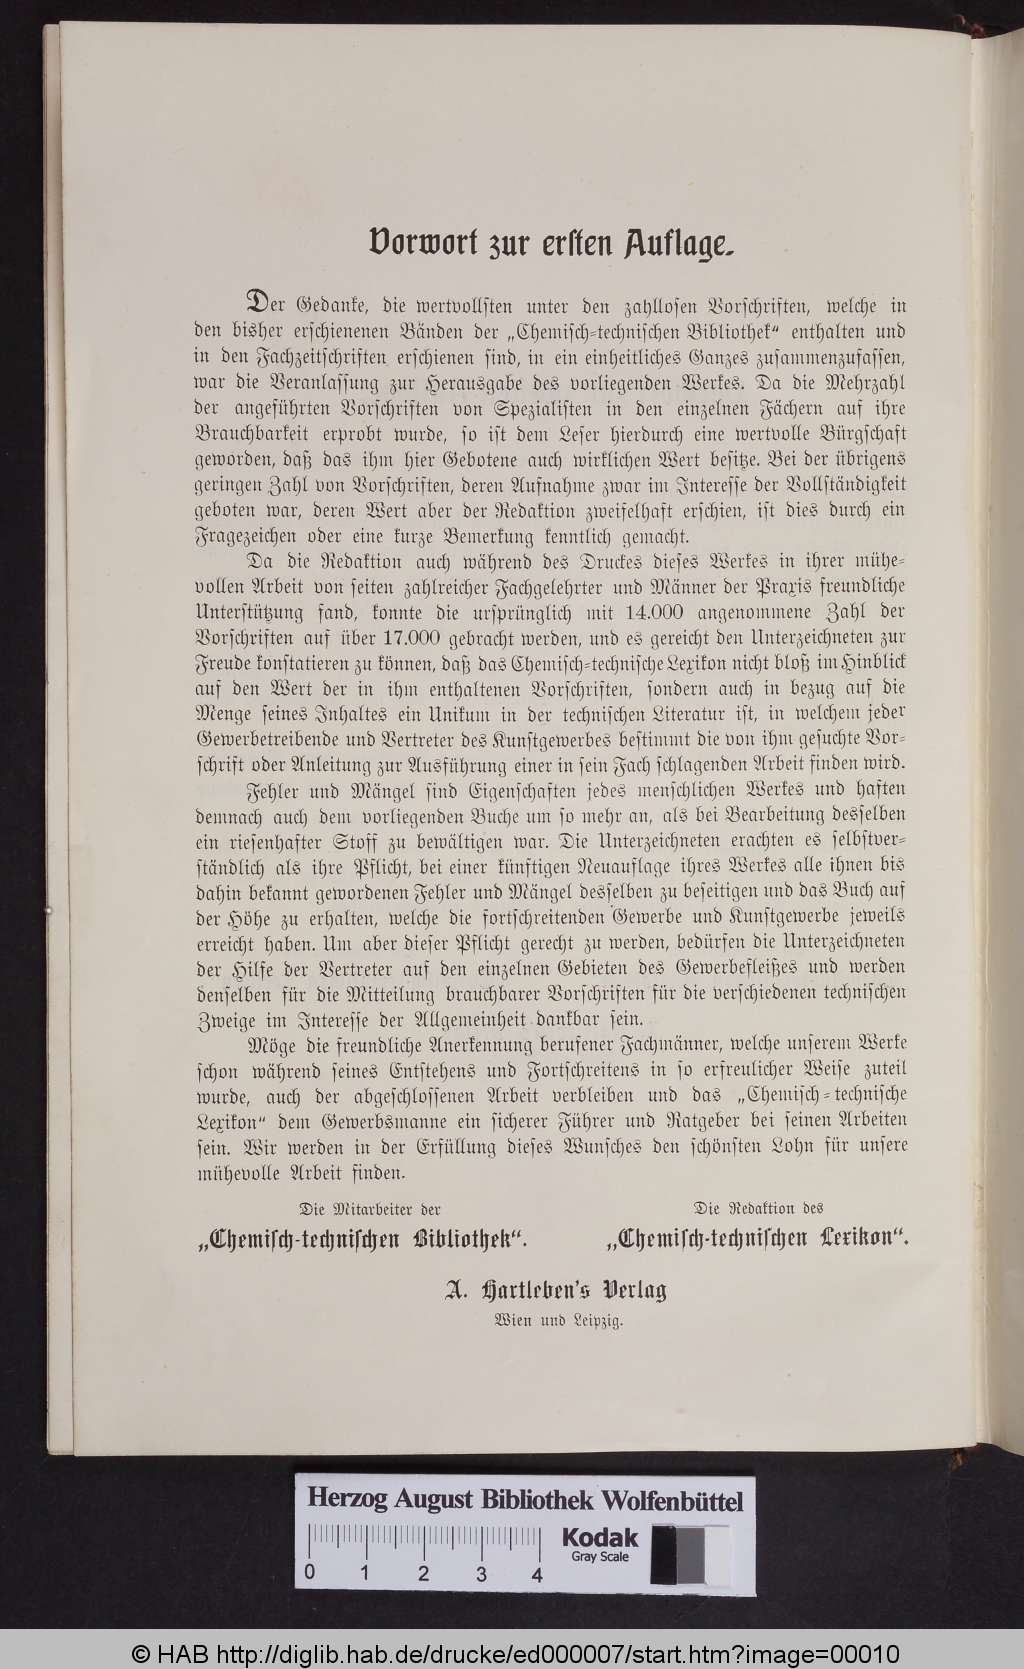 Vorwort zur erſten Auflage.
Der Gedanke, die wertvollſten unter den zahlloſen Vorſchriften, welche in
den bisher erſchienenen Bänden der „Chemiſch-techniſchen Bibliothek“ enthalten und
in den Fachzeitſchriften erſchienen ſind, in ein einheitliches Ganzes zuſammenzufaſſen,
war die Veranlaſſung zur Herausgabe des vorliegenden Werkes. Da die Mehrzahl
der angeführten Vorſchriften von Spezialiſten in den einzelnen Fächern auf ihre
Brauchbarkeit erprobt wurde, ſo iſt dem Leſer hierdurch eine wertvolle Bürgſchaft
geworden, daß das ihm hier Gebotene auch wirklichen Wert beſitze. Bei der übrigens
geringen Zahl von Vorſchriften, deren Aufnahme zwar im Intereſſe der Vollſtändigkeit
geboten war, deren Wert aber der Redaktion zweifelhaft erſchien, iſt dies durch ein
Fragezeichen oder eine kurze Bemerkung kenntlich gemacht.
Da die Redaktion auch während des Druckes dieſes Werkes in ihrer mühe-
vollen Arbeit von ſeiten zahlreicher Fachgelehrter und Männer der Praxis freundliche
Unterſtützung fand, konnte die urſprünglich mit 14.000 angenommene Zahl der
Vorſchriften auf über 17.000 gebracht werden, und es gereicht den Unterzeichneten zur
Freude konſtatieren zu können, daß das Chemiſch-techniſche Lexikon nicht bloß im Hinblick
auf den Wert der in ihm enthaltenen Vorſchriften, ſondern auch in bezug auf die
Menge ſeines Inhaltes ein Unikum in der techniſchen Literatur iſt, in welchem jeder
Gewerbetreibende und Vertreter des Kunſtgewerbes beſtimmt die von ihm geſuchte Vor-
ſchrift oder Anleitung zur Ausführung einer in ſein Fach ſchlagenden Arbeit finden wird.
Fehler und Mängel ſind Eigenſchaften jedes menſchlichen Werkes und haften
demnach auch dem vorliegenden Buche um ſo mehr an, als bei Bearbeitung desſelben
ein rieſenhafter Stoff zu bewältigen war. Die Unterzeichneten erachten es ſelbſtver-
ſtändlich als ihre Pflicht, bei einer künftigen Neuauflage ihres Werkes alle ihnen bis
dahin bekannt gewordenen Fehler und Mängel desſelben zu beſeitigen und das Buch auf
der Höhe zu erhalten, welche die fortſchreitenden Gewerbe und Kunſtgewerbe jeweils
erreicht haben. Um aber dieſer Pflicht gerecht zu werden, bedürfen die Unterzeichneten
der Hilfe der Vertreter auf den einzelnen Gebieten des Gewerbefleißes und werden
denſelben für die Mitteilung brauchbarer Vorſchriften für die verſchiedenen techniſchen
Zweige im Intereſſe der Allgemeinheit dankbar ſein.
Möge die freundliche Anerkennung berufener Fachmänner, welche unſerem Werke
ſchon während ſeines Entſtehens und Fortſchreitens in ſo erfreulicher Weiſe zuteil
wurde, auch der abgeſchloſſenen Arbeit verbleiben und das „Chemiſch-techniſche
Lexikon“ dem Gewerbsmanne ein ſicherer Führer und Ratgeber bei ſeinen Arbeiten
ſein. Wir werden in der Erfüllung dieſes Wunſches den ſchönſten Lohn für unſere
mühevolle Arbeit finden.
Die Mitarbeiter der
„Chemiſch-techniſchen Bibliothek“.
Die Redaktion des
„Chemiſch-techniſchen Lexikon“.
A. Hartleben's Verlag
Wien und Leipzig.
Herzog August Bibliothek Wolfenbüttel
Kodak
Gray Scale
0 1 2 3 4
© HAB http://diglib.hab.de/drucke/ed000007/start.htm?image=00010